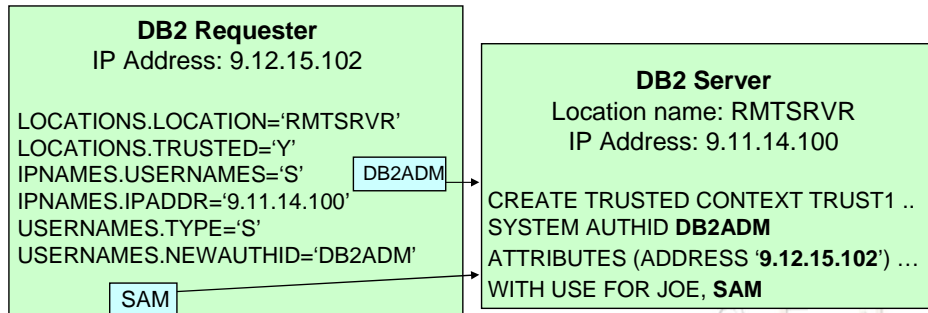 DB2 Requester
IP Address: 9.12.15.102
LOCATIONS.LOCATION='RMTSRVR'
LOCATIONS.TRUSTED='Y'
IPNAMES.USERNAMES='S'
IPNAMES.IPADDR='9.11.14.100'
USERNAMES.TYPE='S'
USERNAMES.NEWAUTHID='DB2ADM'
DB2ADM
SAM
DB2 Server
Location name: RMTSRVR
IP Address: 9.11.14.100
CREATE TRUSTED CONTEXT TRUST1 ..
SYSTEM AUTHID DB2ADM
ATTRIBUTES (ADDRESS '9.12.15.102') ...
WITH USE FOR JOE, SAM